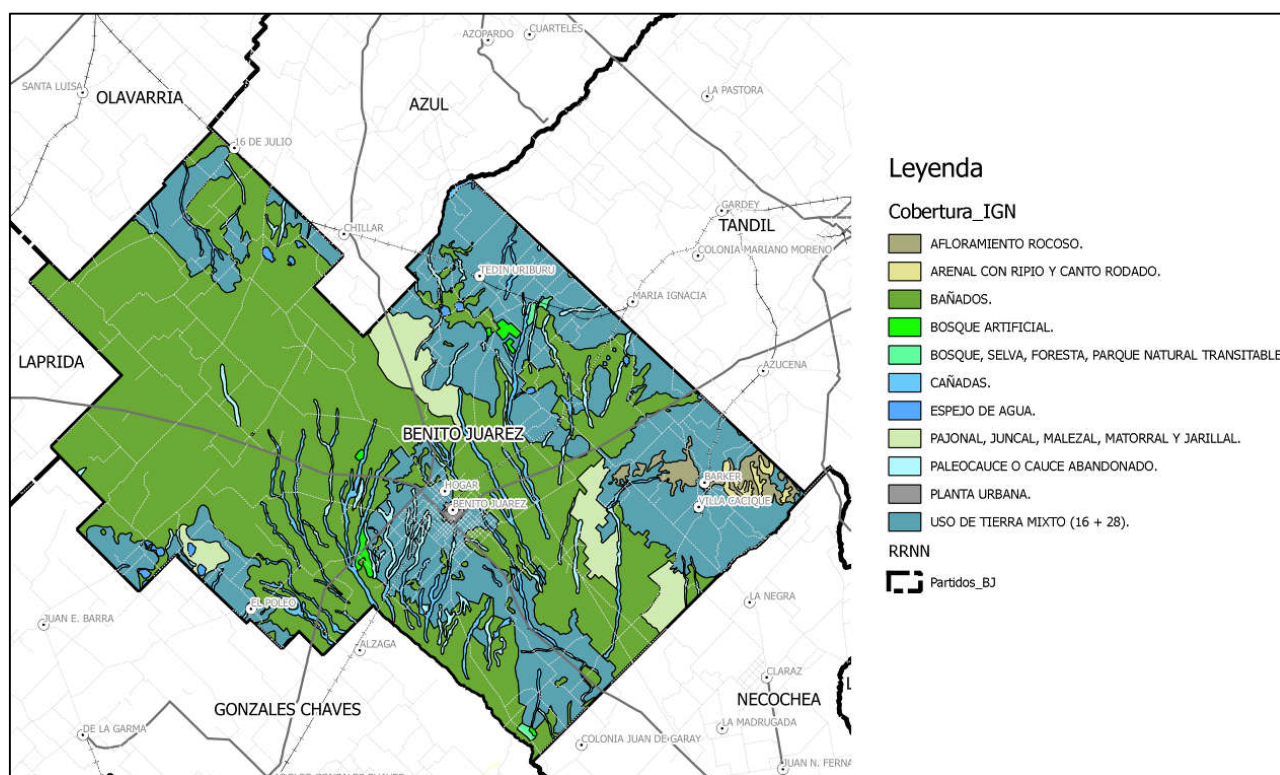 CUARTELES
AZOPARDO
SANTA LUISA
OLAVARRIA
AZUL
LA PASTORA
16 DE JULIO
GARDEY
TANDIL
CHILLAR
COLONIA MARIANO MORENO
TEDIN URIBURU
MARIA IGNACIA
LAPRIDA
AZUCENA
BENITO JUAREZ
BARKER
HOGAR
VILLA CACIQUE
BENITO JUAREZ
EL POLEO
LA NEGRA
JUAN E. BARRA
ALZAGA
CLARAZ
NECOCHEA
GONZALES CHAVES
LA MADRUGADA
DE LA GARMA
COLONIA JUAN DE GARAY
JUAN N. FERNA
Leyenda
Cobertura_IGN
AFLORAMIENTO ROCOSO.
ARENAL CON RIPIO Y CANTO RODADO.
BAÑADOS.
BOSQUE ARTIFICIAL.
BOSQUE, SELVA, FORESTA, PARQUE NATURAL TRANSITABLE
CAÑADAS.
ESPEJO DE AGUA.
PAJONAL, JUNCAL, MALEZAL, MATORRAL Y JARILLAL.
PALEOCAUCE O CAUCE ABANDONADO.
PLANTA URBANA.
USO DE TIERRA MIXTO (16 + 28).
RRNN
Partidos_BJ